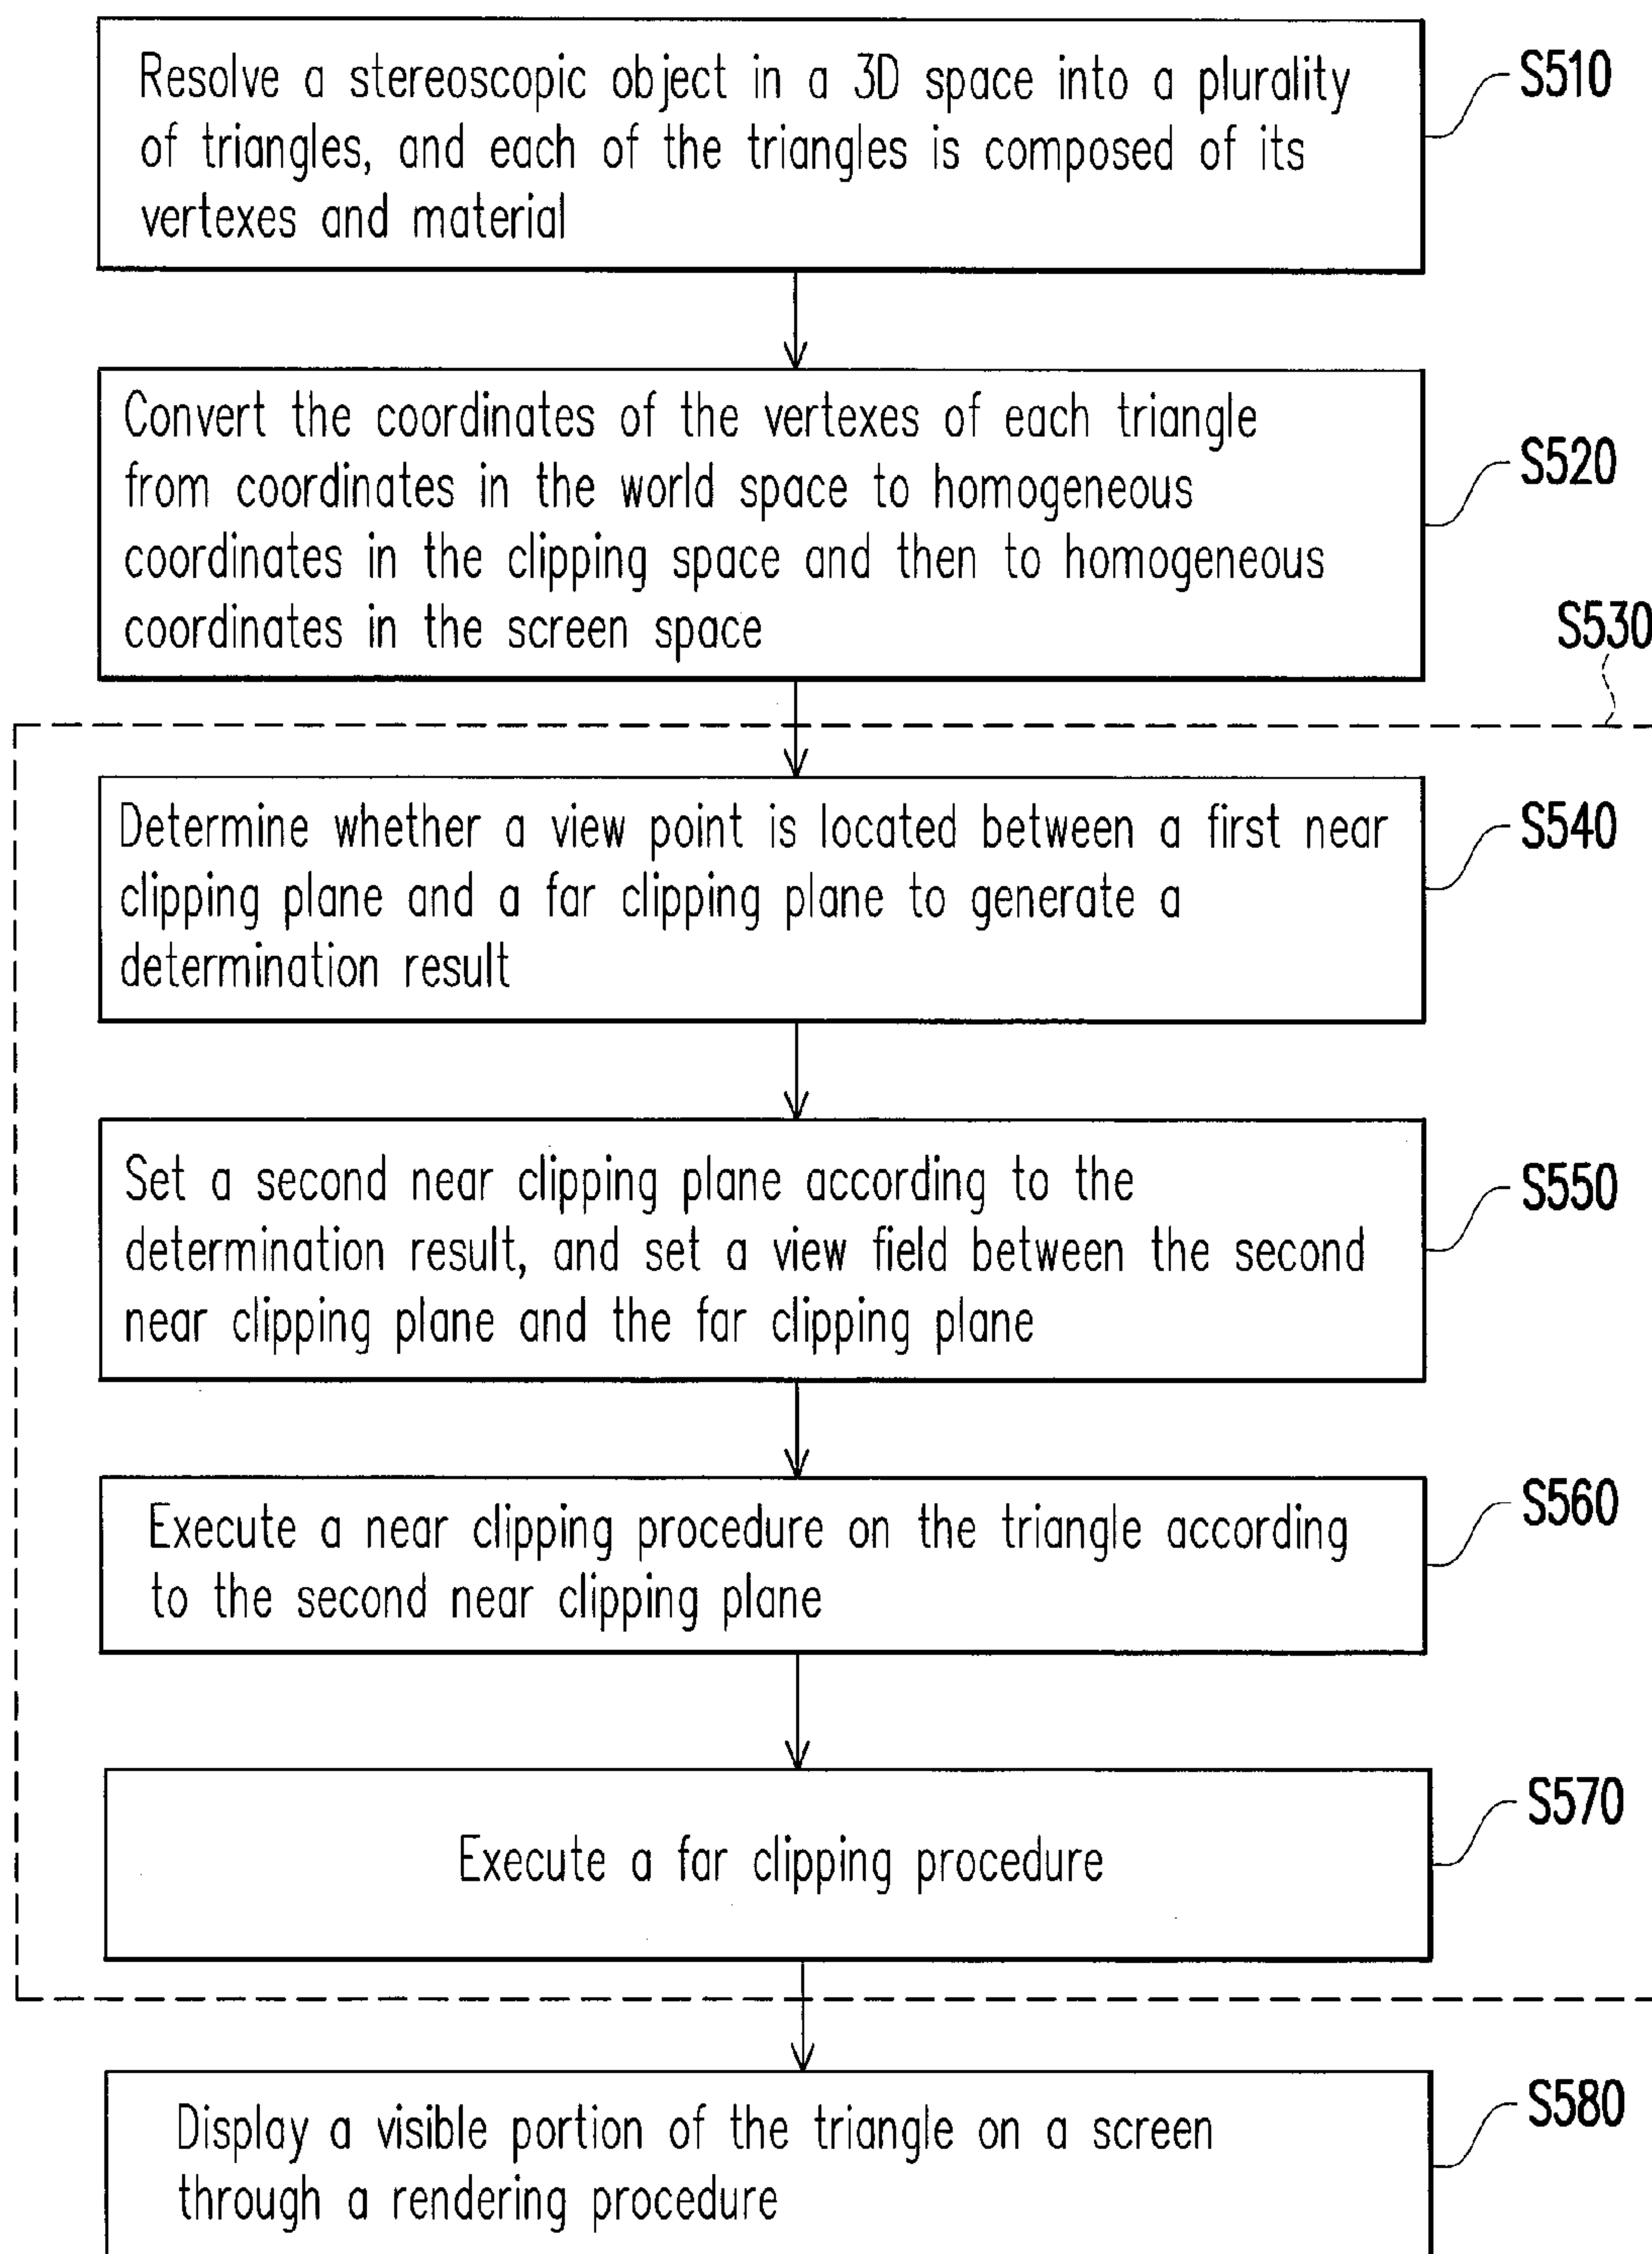 Resolve a stereoscopic object in a 3D space into a plurality
of triangles, and each of the triangles is composed of its
vertexes and material
S510
Convert the coordinates of the vertexes of each triangle
from coordinates in the world space to homogeneous
coordinates in the clipping space and then to homogeneous
coordinates in the screen space
S520
S530
Determine whether a view point is located between a first near
clipping plane and a far clipping plane to generate a
determination result
S540
Set a second near clipping plane according to the
determination result, and set a view field between the second
near clipping plane and the far clipping plane
S550
Execute a near clipping procedure on the triangle according
to the second near clipping plane
S560
Execute a far clipping procedure
S570
Display a visible portion of the triangle on a screen
through a rendering procedure
S580